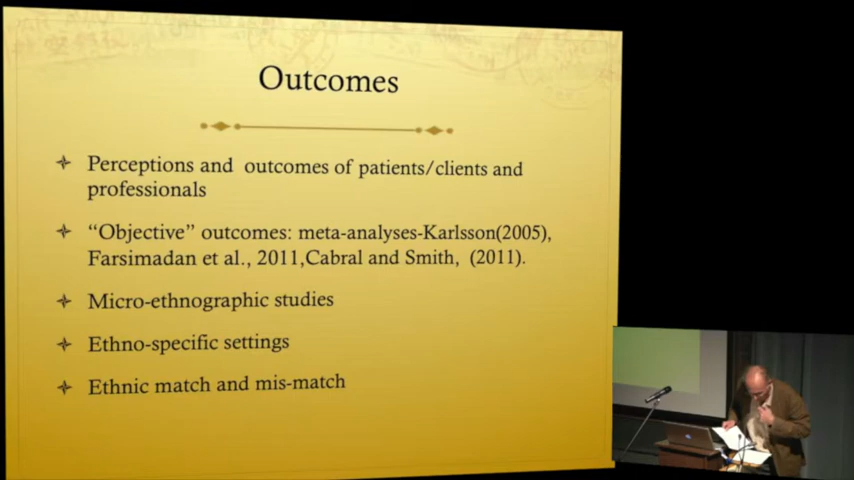 Outcomes
Perceptions and outcomes of patients/clients and
professionals
“Objective” outcomes: meta-analyses-Karlsson(2005),
Farsimadan et al., 2011,Cabral and Smith, (2011).
Micro-ethnographic studies
Ethno-specific settings
Ethnic match and mis-match